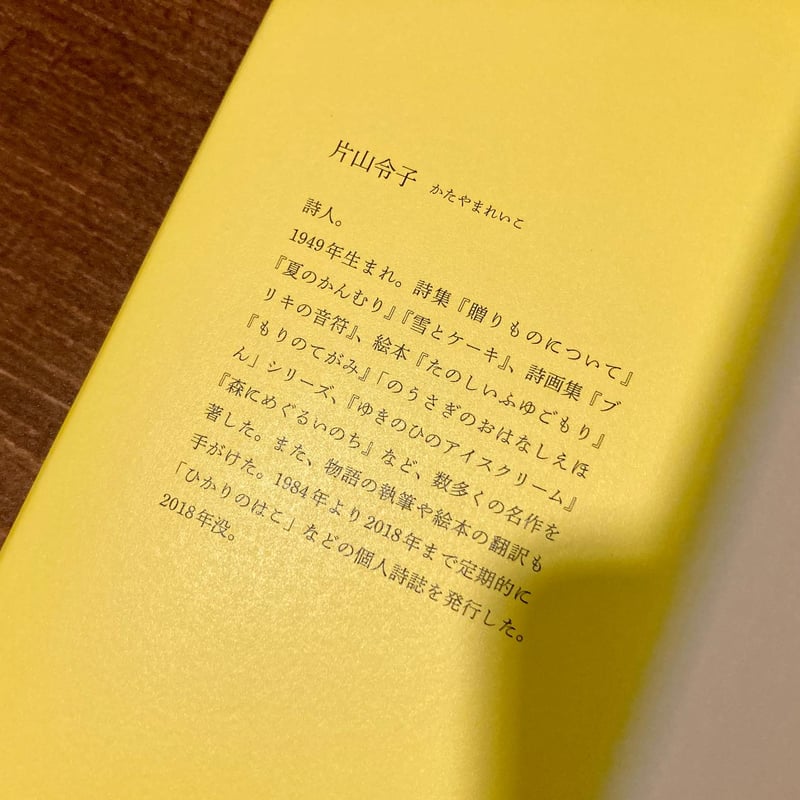 片山令子 かたやまれいこ
詩人。
1949年生まれ。詩集『贈りものについて』
『夏のかんむり』『雪とケーキ』、詩画集『ブ
リキの音符』、絵本『たのしいふゆごもり』
『もりのてがみ』「のうさぎのおはなしえほ
ん」シリーズ、『ゆきのひのアイスクリーム』
『森にめぐるいのち』など、数多くの名作を
著した。また、物語の執筆や絵本の翻訳も
手がけた。1984年より2018年まで定期的に
「ひかりのはこ」などの個人詩誌を発行した。
2018年没。